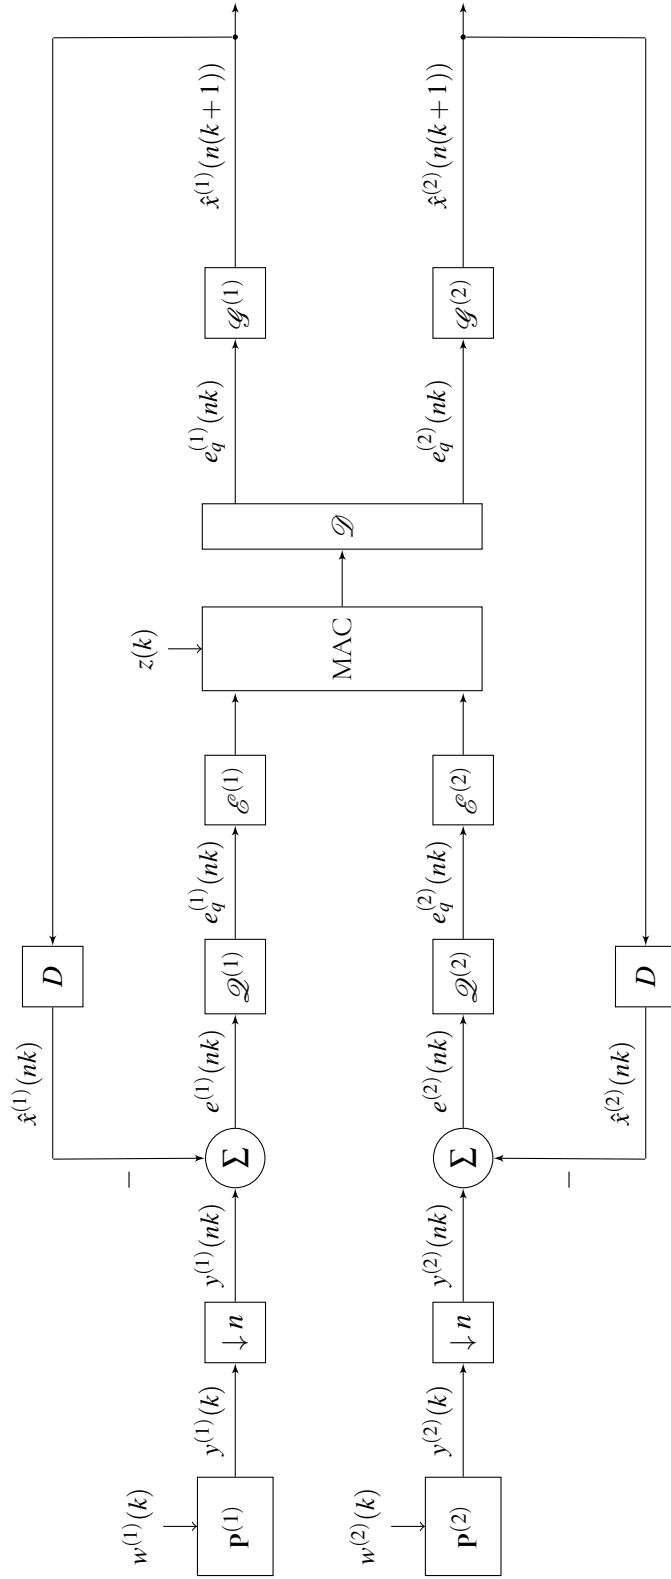 D
x̂⁽¹⁾(nk)
−
w⁽¹⁾(k)
P⁽¹⁾
y⁽¹⁾(k)
↓ n
y⁽¹⁾(nk)
Σ
e⁽¹⁾(nk)
𝒬⁽¹⁾
e_q⁽¹⁾(nk)
ℰ⁽¹⁾
z(k)
MAC
𝒟
e_q⁽¹⁾(nk)
𝒢⁽¹⁾
x̂⁽¹⁾(n(k+1))
w⁽²⁾(k)
P⁽²⁾
y⁽²⁾(k)
↓ n
y⁽²⁾(nk)
Σ
e⁽²⁾(nk)
𝒬⁽²⁾
e_q⁽²⁾(nk)
ℰ⁽²⁾
e_q⁽²⁾(nk)
𝒢⁽²⁾
x̂⁽²⁾(n(k+1))
−
x̂⁽²⁾(nk)
D